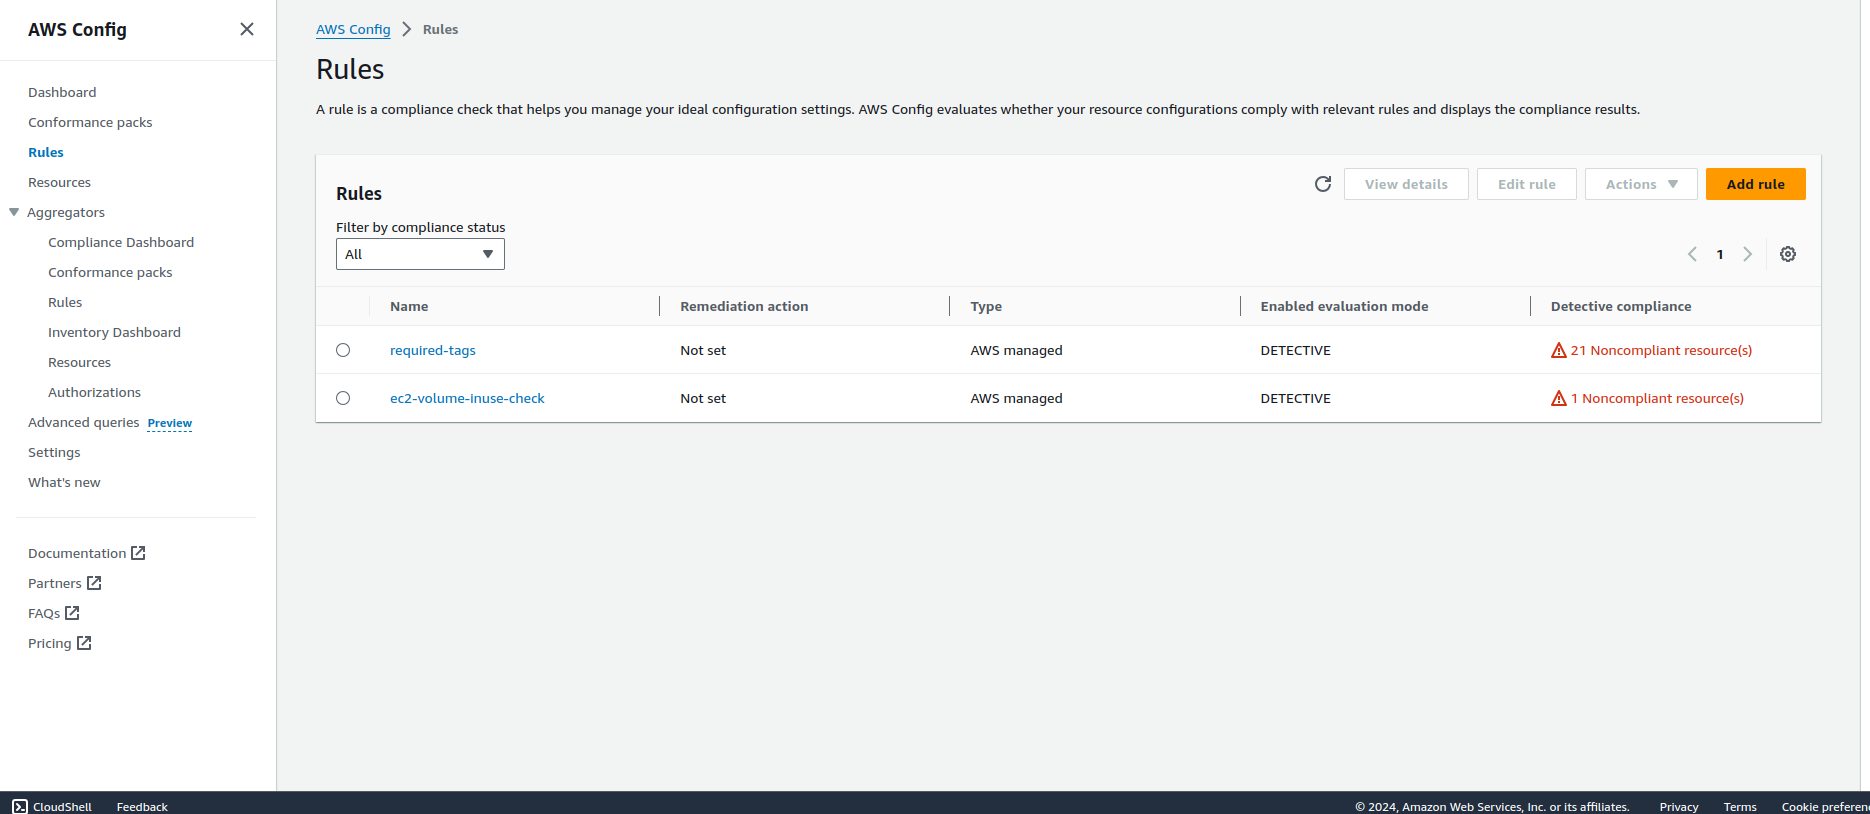 AWS Config
Dashboard
Conformance packs
Rules
Resources
Aggregators
Compliance Dashboard
Conformance packs
Rules
Inventory Dashboard
Resources
Authorizations
Advanced queries Preview
Settings
What's new
Documentation
Partners
FAQs
Pricing
AWS Config Rules
Rules
A rule is a compliance check that helps you manage your ideal configuration settings. AWS Config evaluates whether your resource configurations comply with relevant rules and displays the compliance results.
Rules
View details Edit rule Actions Add rule
Filter by compliance status
All
1
Name Remediation action Type Enabled evaluation mode Detective compliance
required-tags Not set AWS managed DETECTIVE 21 Noncompliant resource(s)
ec2-volume-inuse-check Not set AWS managed DETECTIVE 1 Noncompliant resource(s)
CloudShell Feedback © 2024, Amazon Web Services, Inc. or its affiliates. Privacy Terms Cookie preferen